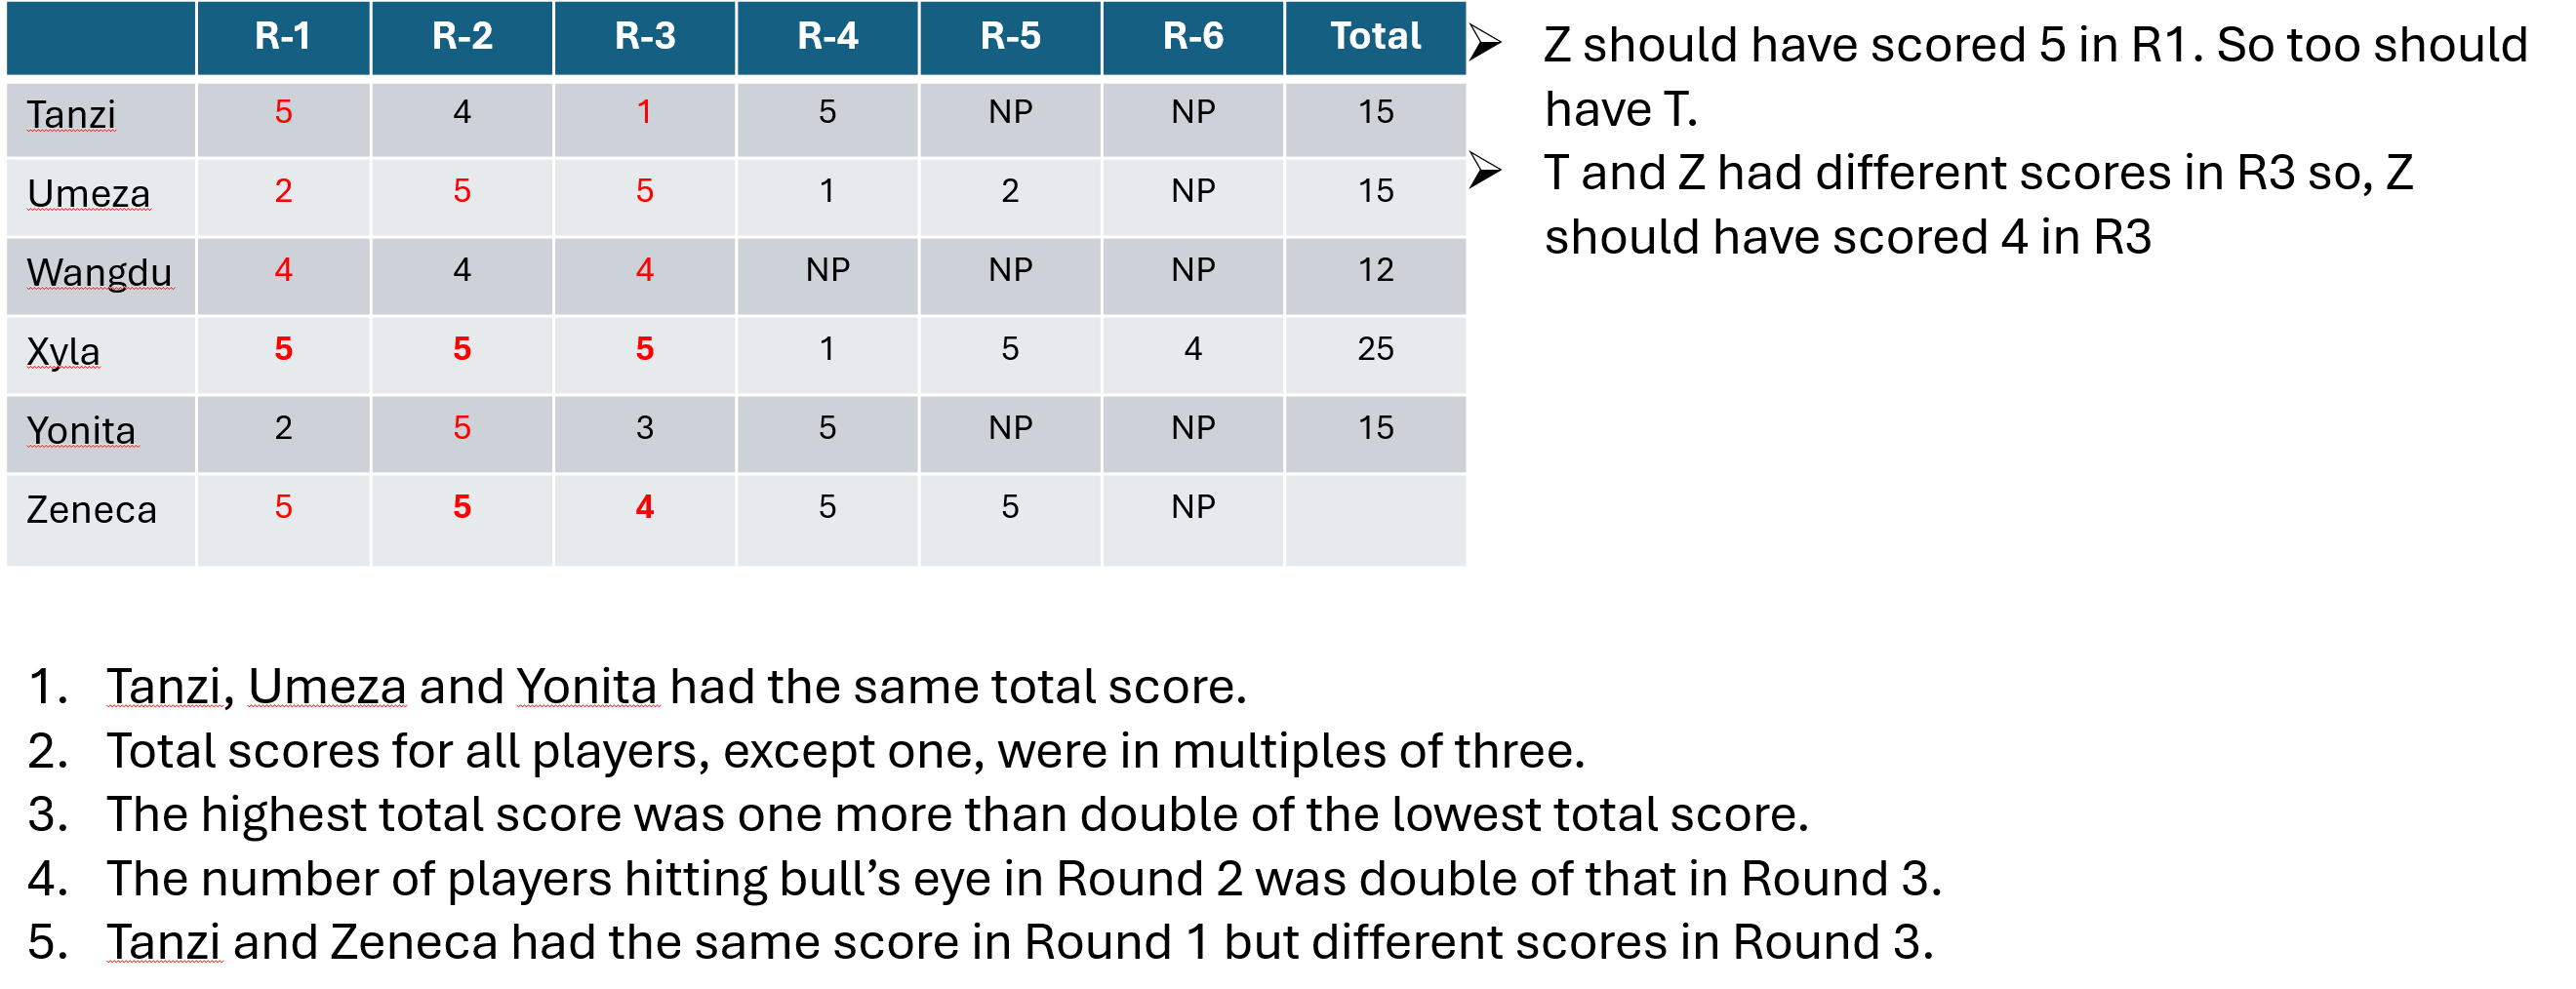 R-1 R-2 R-3 R-4 R-5 R-6 Total
Tanzi 5 4 1 5 NP NP 15
Umeza 2 5 5 1 2 NP 15
Wangdu 4 4 4 NP NP NP 12
Xyla 5 5 5 1 5 4 25
Yonita 2 5 3 5 NP NP 15
Zeneca 5 5 4 5 5 NP
➢ Z should have scored 5 in R1. So too should
have T.
➢ T and Z had different scores in R3 so, Z
should have scored 4 in R3
1. Tanzi, Umeza and Yonita had the same total score.
2. Total scores for all players, except one, were in multiples of three.
3. The highest total score was one more than double of the lowest total score.
4. The number of players hitting bull’s eye in Round 2 was double of that in Round 3.
5. Tanzi and Zeneca had the same score in Round 1 but different scores in Round 3.